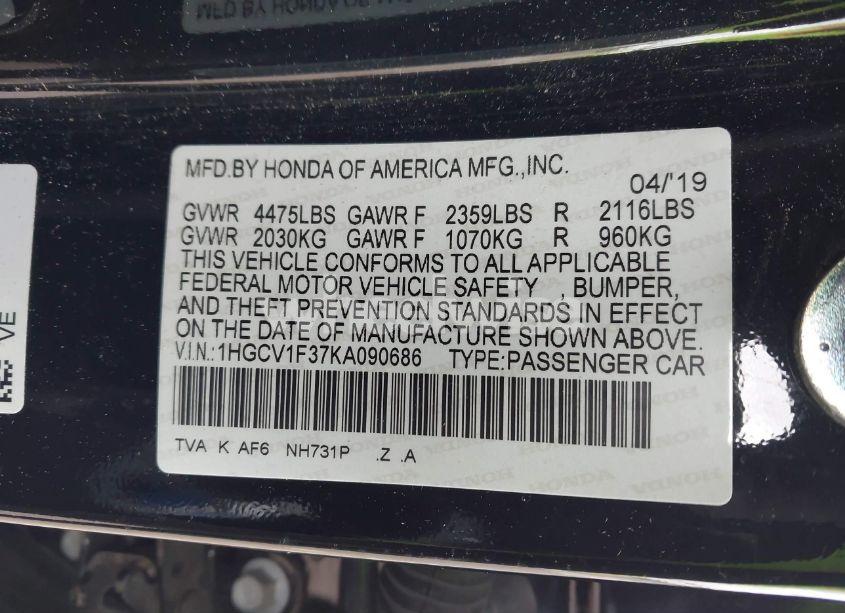 MFD.BY HONDA OF AMERICA MFG.,INC.
04/'19
GVWR 4475LBS GAWR F 2359LBS R 2116LBS
GVWR 2030KG GAWR F 1070KG R 960KG
THIS VEHICLE CONFORMS TO ALL APPLICABLE
FEDERAL MOTOR VEHICLE SAFETY , BUMPER,
AND THEFT PREVENTION STANDARDS IN EFFECT
ON THE DATE OF MANUFACTURE SHOWN ABOVE.
V.I.N.:1HGCV1F37KA090686 TYPE:PASSENGER CAR
TVA K AF6 NH731P .Z .A
VE